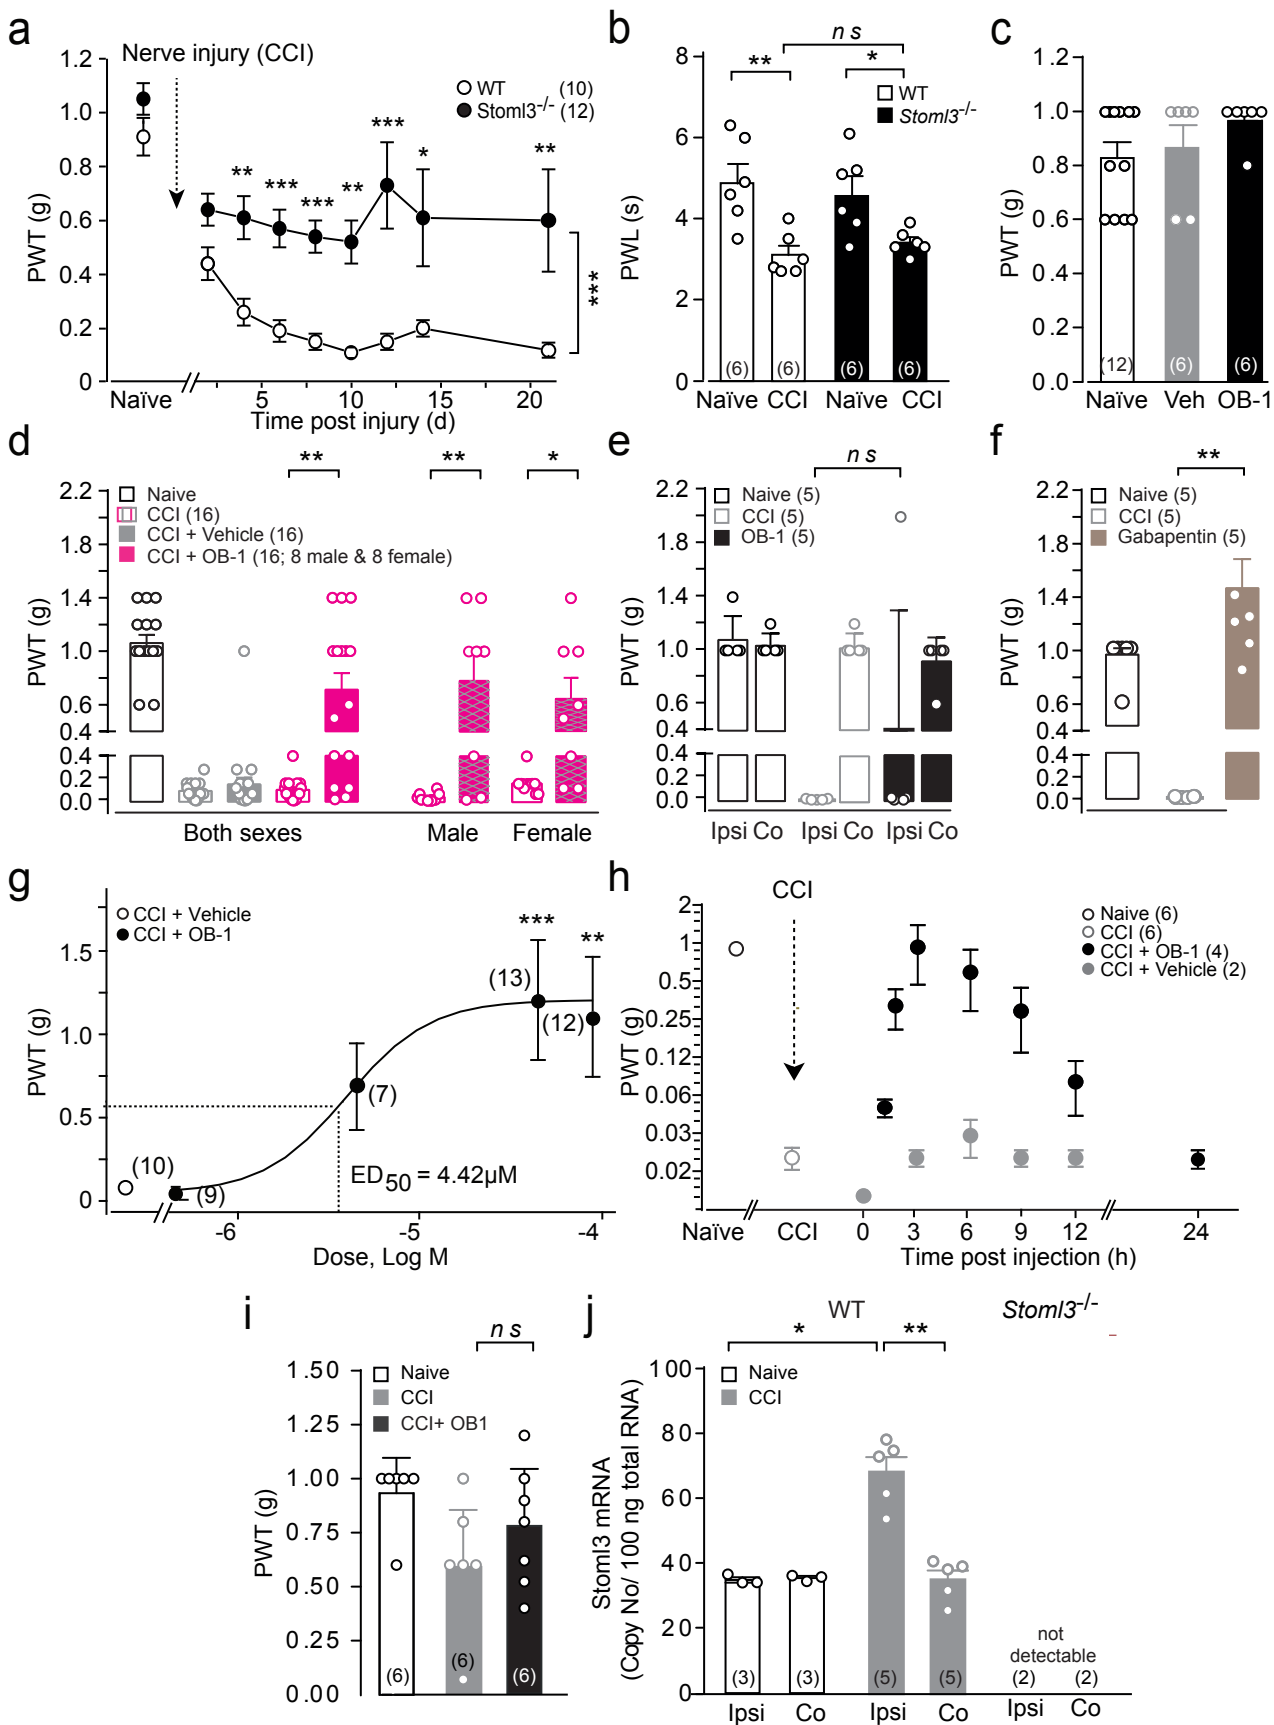 a
Nerve injury (CCI)
1.2
1.0
0.8
0.6
0.4
0.2
0
PWT (g)
WT (10)
Stoml3-/- (12)
** *** *** ** *** * **
***
Naïve 5 10 15 20
Time post injury (d)
b
n s
** *
8
6
4
2
0
PWL (s)
WT
Stoml3-/-
(6) (6) (6) (6)
Naïve CCI Naïve CCI
c
1.2
1.0
0.8
0.6
0.4
0.2
0.0
PWT (g)
(12) (6) (6)
Naïve Veh OB-1
d
** ** *
2.2
1.8
1.4
1.0
0.6
0.4
0.4
0.2
0.0
PWT (g)
Naive
CCI (16)
CCI + Vehicle (16)
CCI + OB-1 (16; 8 male & 8 female)
Both sexes Male Female
e
n s
2.2
1.8
1.4
1.0
0.6
0.4
0.4
0.2
0.0
PWT (g)
Naive (5)
CCI (5)
OB-1 (5)
Ipsi Co Ipsi Co Ipsi Co
f
**
2.2
1.8
1.4
1.0
0.6
0.4
0.4
0.2
0.0
PWT (g)
Naive (5)
CCI (5)
Gabapentin (5)
g
CCI + Vehicle
CCI + OB-1
1.5
1.0
0.5
0
PWT (g)
*** **
(13)
(12)
(7)
(10)
(9)
ED50 = 4.42µM
-6 -5 -4
Dose, Log M
h
CCI
2
1
0.5
0.25
0.12
0.06
0.03
0.02
PWT (g)
Naive (6)
CCI (6)
CCI + OB-1 (4)
CCI + Vehicle (2)
Naïve CCI 0 3 6 9 12 24
Time post injection (h)
i
n s
1.50
1.25
1.00
0.75
0.50
0.25
0.00
PWT (g)
Naive
CCI
CCI+ OB1
(6) (6) (6)
j
WT Stoml3-/-
* **
100
80
60
40
20
0
Stoml3 mRNA
(Copy No/ 100 ng total RNA)
Naive
CCI
not
detectable
(3) (3) (5) (5) (2) (2)
Ipsi Co Ipsi Co Ipsi Co